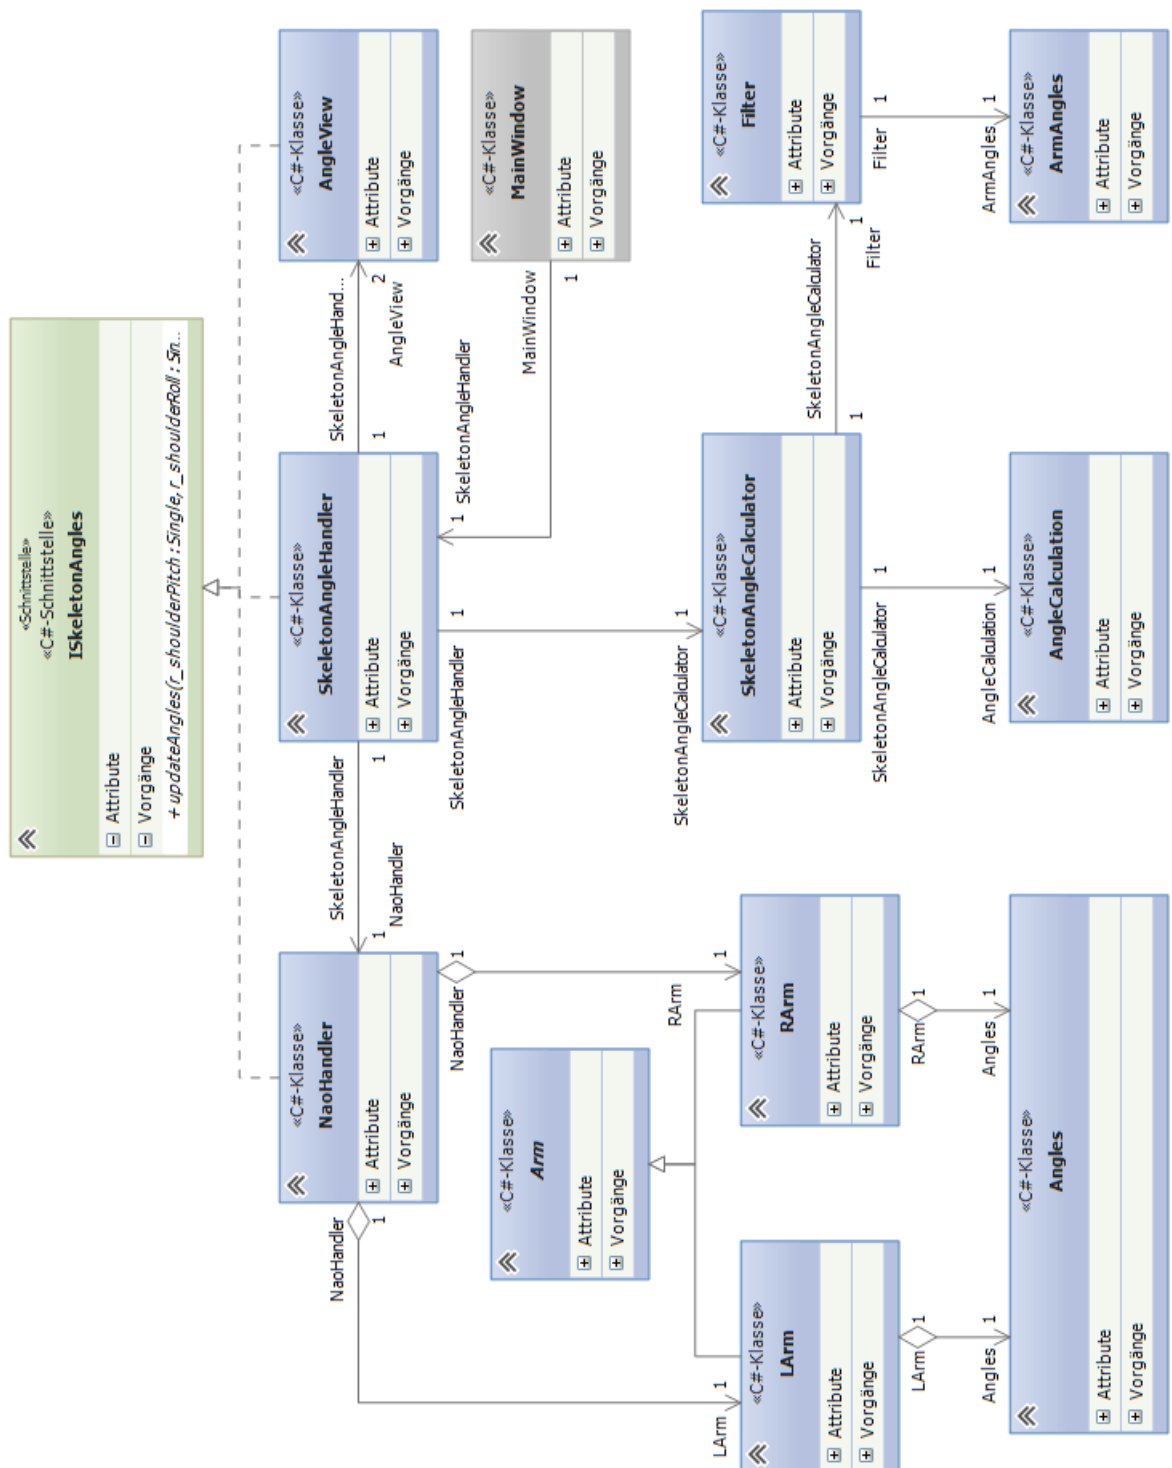 «Schnittstelle»
«C#-Schnittstelle»
ISkeletonAngles
Attribute
Vorgänge
+ updateAngles(r_shoulderPitch : Single, r_shoulderRoll : Sin...
«C#-Klasse»
NaoHandler
Attribute
Vorgänge
«C#-Klasse»
SkeletonAngleHandler
Attribute
Vorgänge
«C#-Klasse»
AngleView
Attribute
Vorgänge
SkeletonAngleHandler
1
1
NaoHandler
SkeletonAngleHand...
1
2
AngleView
«C#-Klasse»
MainWindow
Attribute
Vorgänge
MainWindow
1
SkeletonAngleHandler
1
NaoHandler
1
LArm
1
NaoHandler
1
RArm
1
SkeletonAngleHandler
1
SkeletonAngleCalculator
1
«C#-Klasse»
Arm
Attribute
Vorgänge
«C#-Klasse»
LArm
Attribute
Vorgänge
«C#-Klasse»
RArm
Attribute
Vorgänge
«C#-Klasse»
SkeletonAngleCalculator
Attribute
Vorgänge
SkeletonAngleCalculator
1
1
Filter
«C#-Klasse»
Filter
Attribute
Vorgänge
LArm
1
Angles
1
RArm
1
Angles
1
SkeletonAngleCalculator
1
AngleCalculation
1
Filter
1
ArmAngles
1
«C#-Klasse»
Angles
Attribute
Vorgänge
«C#-Klasse»
AngleCalculation
Attribute
Vorgänge
«C#-Klasse»
ArmAngles
Attribute
Vorgänge